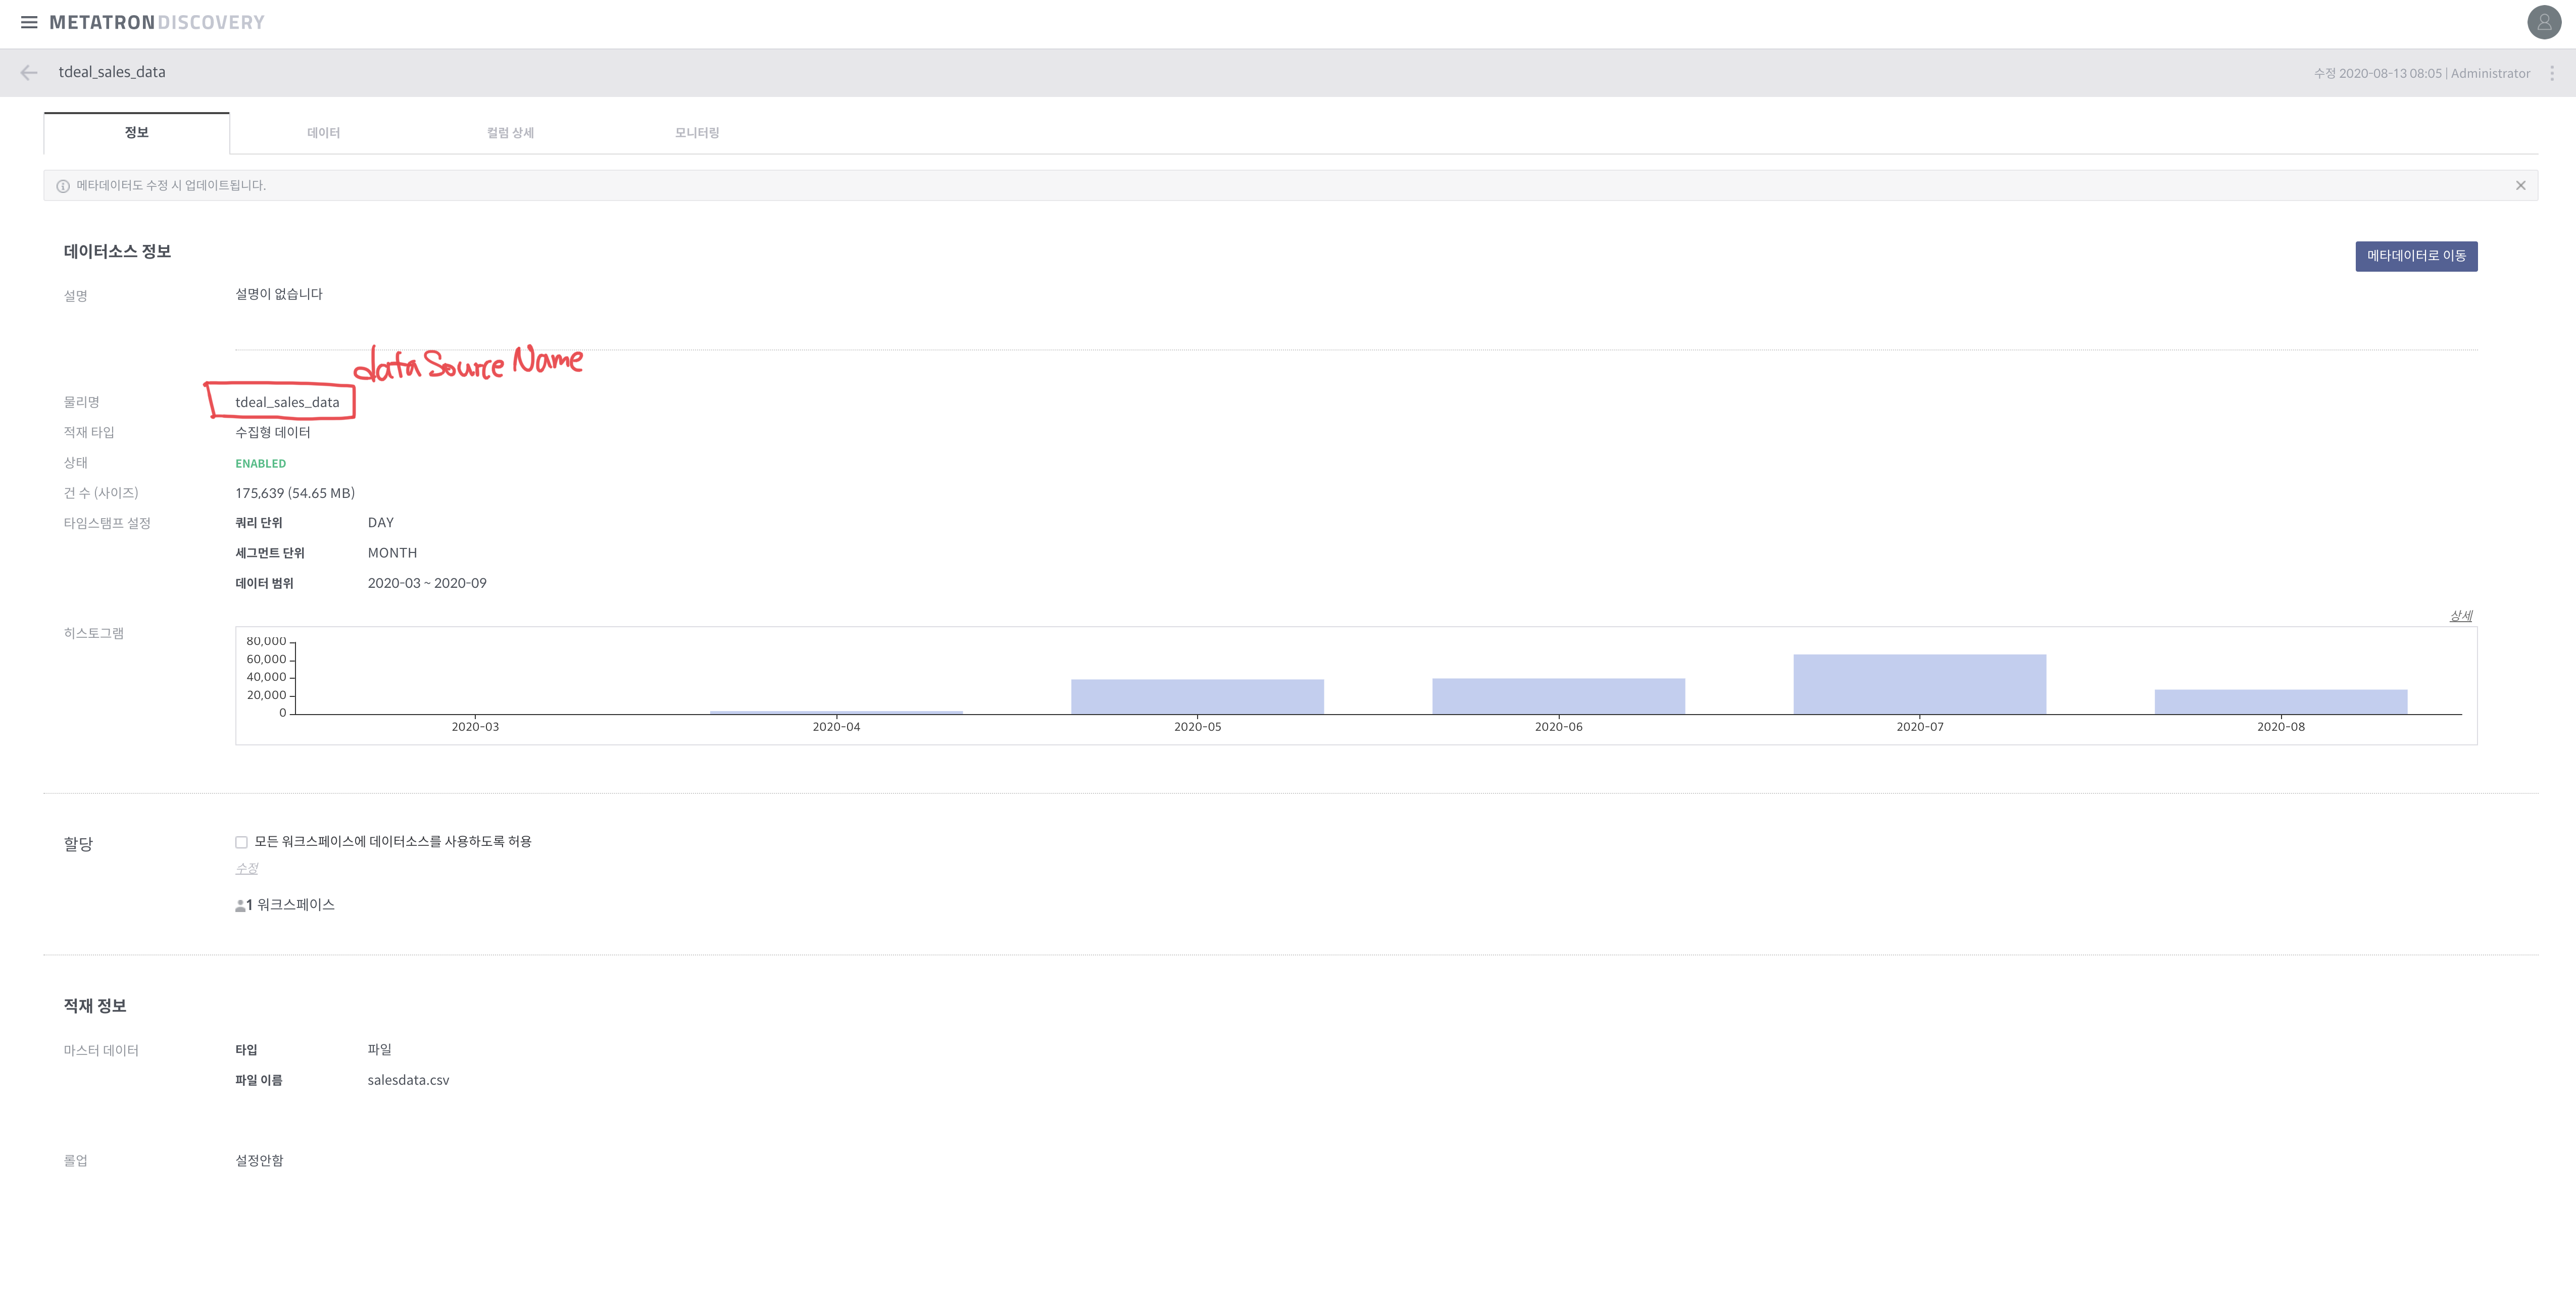 METATRON DISCOVERY
tdeal_sales_data
수정 2020-08-13 08:05 | Administrator
정보
데이터
컬럼 상세
모니터링
메타데이터도 수정 시 업데이트됩니다.
데이터소스 정보
메타데이터로 이동
설명
설명이 없습니다
data Source Name
물리명
tdeal_sales_data
적재 타입
수집형 데이터
상태
ENABLED
건 수 (사이즈)
175,639 (54.65 MB)
타임스탬프 설정
쿼리 단위
DAY
세그먼트 단위
MONTH
데이터 범위
2020-03 ~ 2020-09
상세
히스토그램
80,000
60,000
40,000
20,000
0
2020-03
2020-04
2020-05
2020-06
2020-07
2020-08
할당
모든 워크스페이스에 데이터소스를 사용하도록 허용
수정
1 워크스페이스
적재 정보
마스터 데이터
타입
파일
파일 이름
salesdata.csv
롤업
설정안함